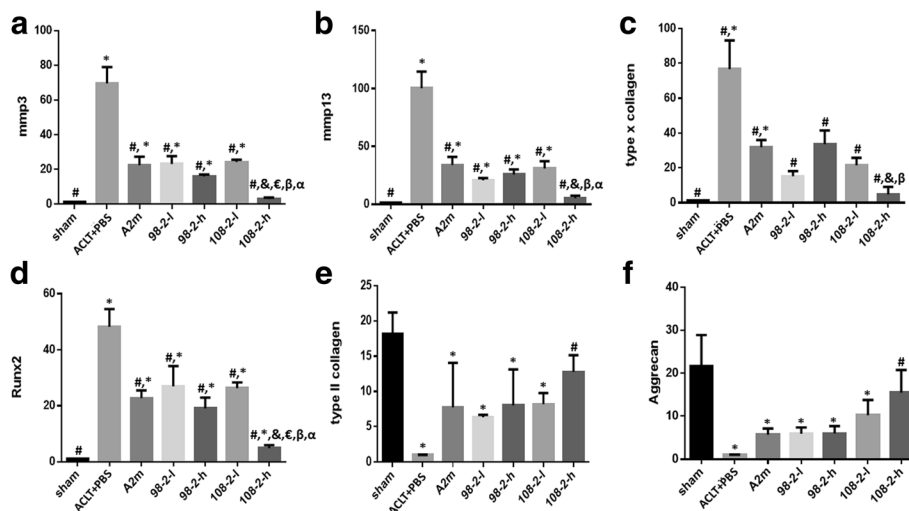 a
mmp3
100
80
60
40
20
0
#
*
#,*
#,*
#
#,*
#,&,€,β,α
sham
ACLT+PBS
A2m
98-2-l
98-2-h
108-2-l
108-2-h
b
mmp13
150
100
50
0
#
*
#,*
#,*
#,*
#,*
#,&,β,α
sham
ACLT+PBS
A2m
98-2-l
98-2-h
108-2-l
108-2-h
c
type x collagen
100
80
60
40
20
0
#
#,*
#,*
#
#
#
#,&,β
sham
ACLT+PBS
A2m
98-2-l
98-2-h
108-2-l
108-2-h
d
Runx2
60
40
20
0
#
*
#,*
#,*
#,*
#,*
#,*,&,€,β,α
sham
ACLT+PBS
A2m
98-2-l
98-2-h
108-2-l
108-2-h
e
type II collagen
25
20
15
10
5
0
*
*
*
*
*
#
sham
ACLT+PBS
A2m
98-2-l
98-2-h
108-2-l
108-2-h
f
Aggrecan
40
30
20
10
0
*
*
*
*
*
#
sham
ACLT+PBS
A2m
98-2-l
98-2-h
108-2-l
108-2-h